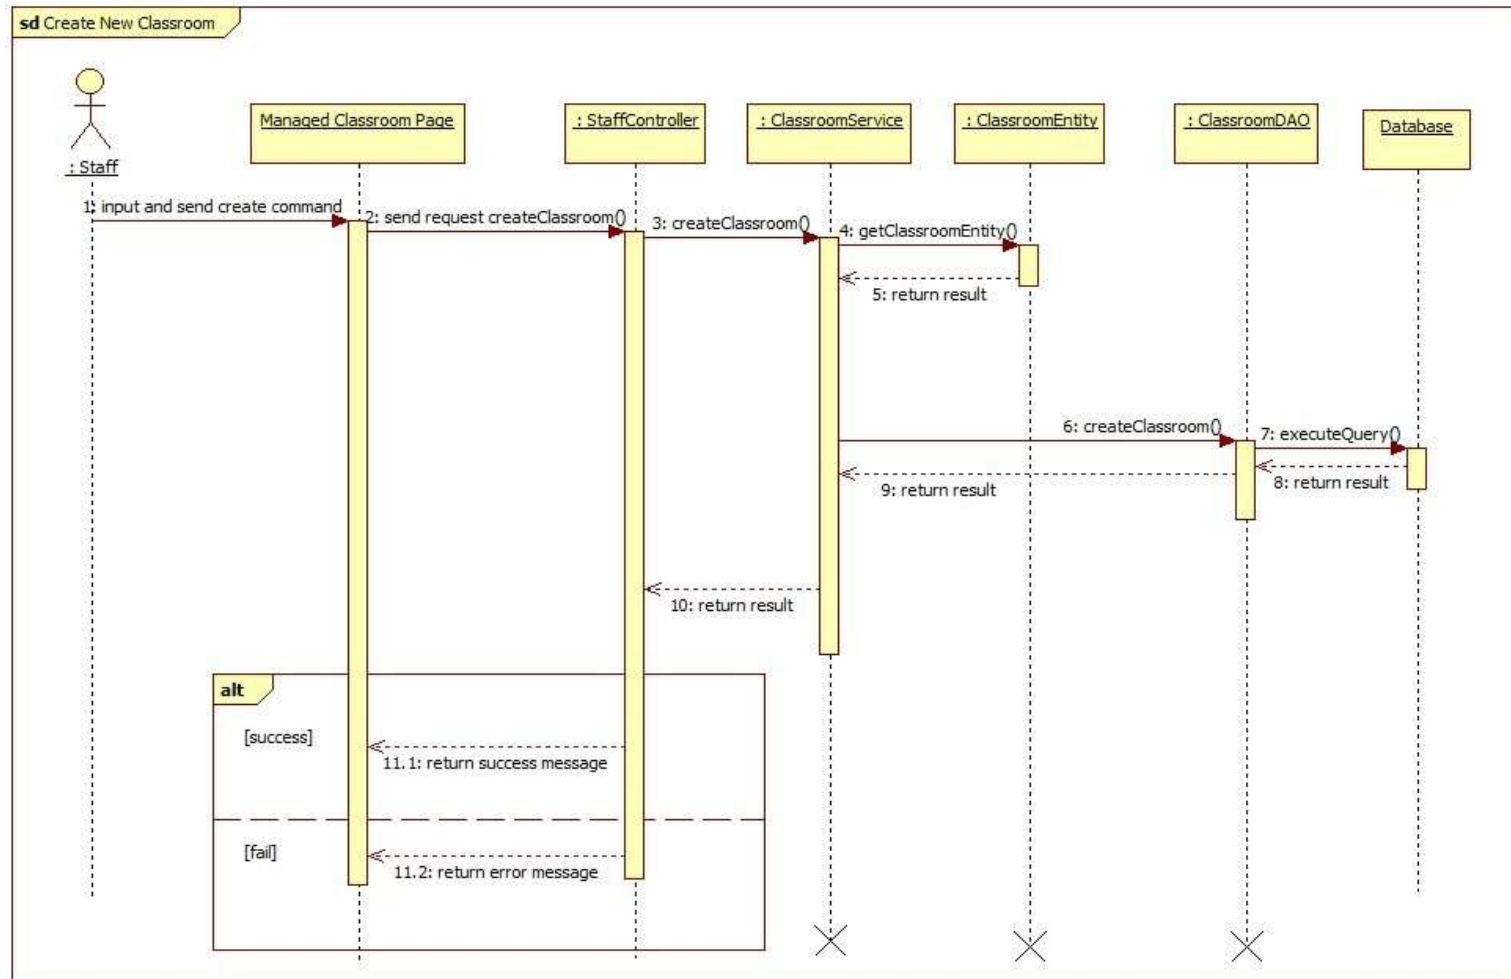 sd Create New Classroom
: Staff
Managed Classroom Page
: StaffController
: ClassroomService
: ClassroomEntity
: ClassroomDAO
Database
1: input and send create command
2: send request createClassroom()
3: createClassroom()
4: getClassroomEntity()
5: return result
6: createClassroom()
7: executeQuery()
8: return result
9: return result
10: return result
alt
[success]
11.1: return success message
[fail]
11.2: return error message